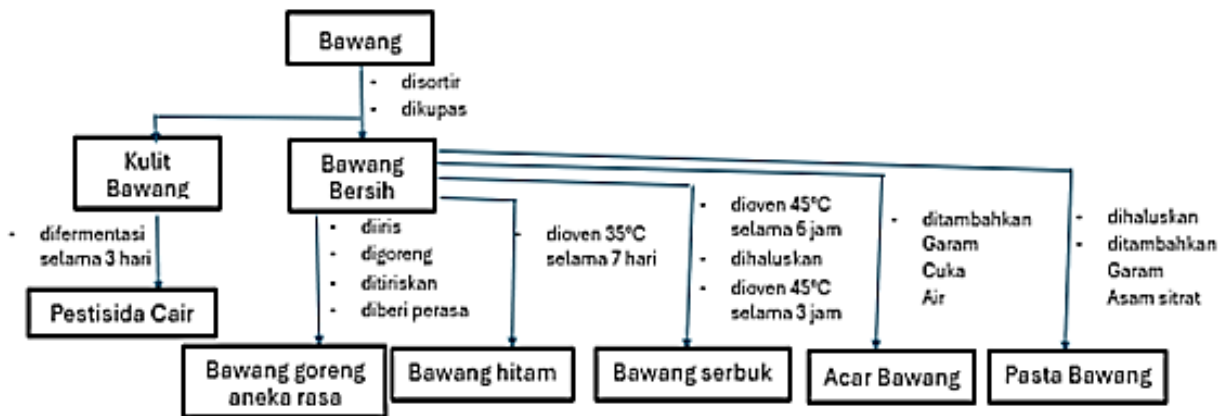 Bawang
- disortir
- dikupas
Kulit
Bawang
Bawang
Bersih
- difermentasi
selama 3 hari
Pestisida Cair
- diiris
- digoreng
- ditiriskan
- diberi perasa
Bawang goreng
aneka rasa
- dioven 35°C
selama 7 hari
Bawang hitam
- dioven 45°C
selama 6 jam
- dihaluskan
- dioven 45°C
selama 3 jam
Bawang serbuk
- ditambahkan
Garam
Cuka
Air
Acar Bawang
- dihaluskan
- ditambahkan
Garam
Asam sitrat
Pasta Bawang